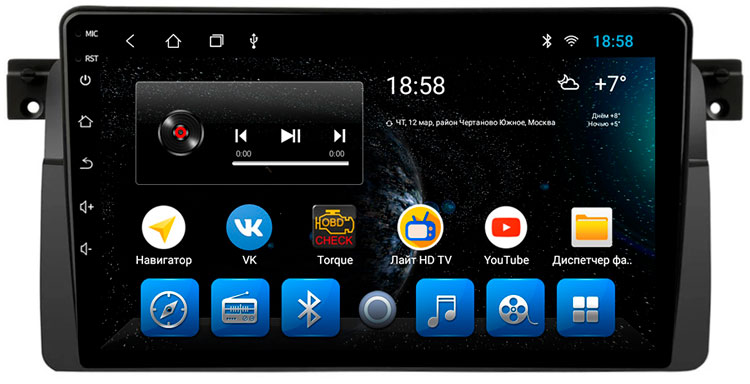 MIC
RST
18:58
18:58
+7°
ЧТ, 12 мар, район Чертаново Южное, Москва
Днём +8°
Ночью +5°
0:00 0:00
OBD
CHECK
Навигатор VK Torque Лайт HD TV YouTube Диспетчер фа..